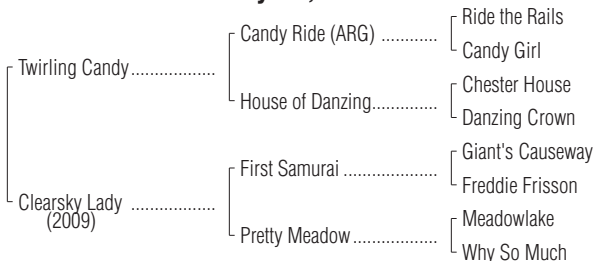 Ride the Rails
Candy Ride (ARG) ............
Candy Girl
Twirling Candy..................
Chester House
House of Danzing..............
Danzing Crown
Giant's Causeway
First Samurai ....................
Freddie Frisson
Clearsky Lady ..................
(2009)
Meadowlake
Pretty Meadow..................
Why So Much